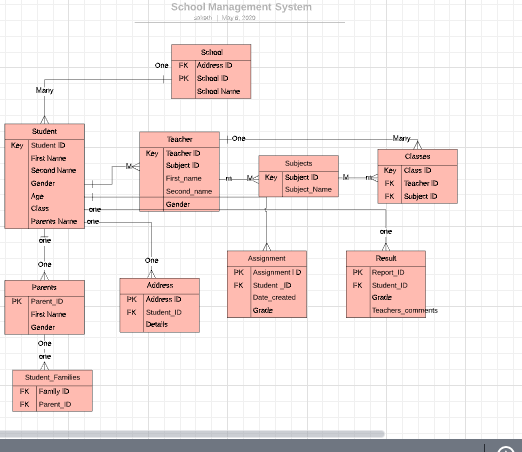 School Management System
May 8, 2020
School
FK Address ID
PK School ID
School Name
One
Many
Student
Key Student ID
First Name
Second Name
Gender
Age
Class
Parents Name
Teacher
Key Teacher ID
Subject ID
First_name
Second_name
Gender
One
Many
M
Subjects
Key Subject ID
Subject_Name
m
M
M
m
Classes
Key Class ID
FK Teacher ID
FK Subject ID
one
one
one
One
One
one
Parents
PK Parent_ID
First Name
Gender
Address
PK Address ID
FK Student_ID
Details
Assignment
PK Assignment ID
FK Student _ID
Date_created
Grade
Result
PK Report_ID
FK Student_ID
Grade
Teachers_comments
One
one
Student_Families
FK Family ID
FK Parent_ID